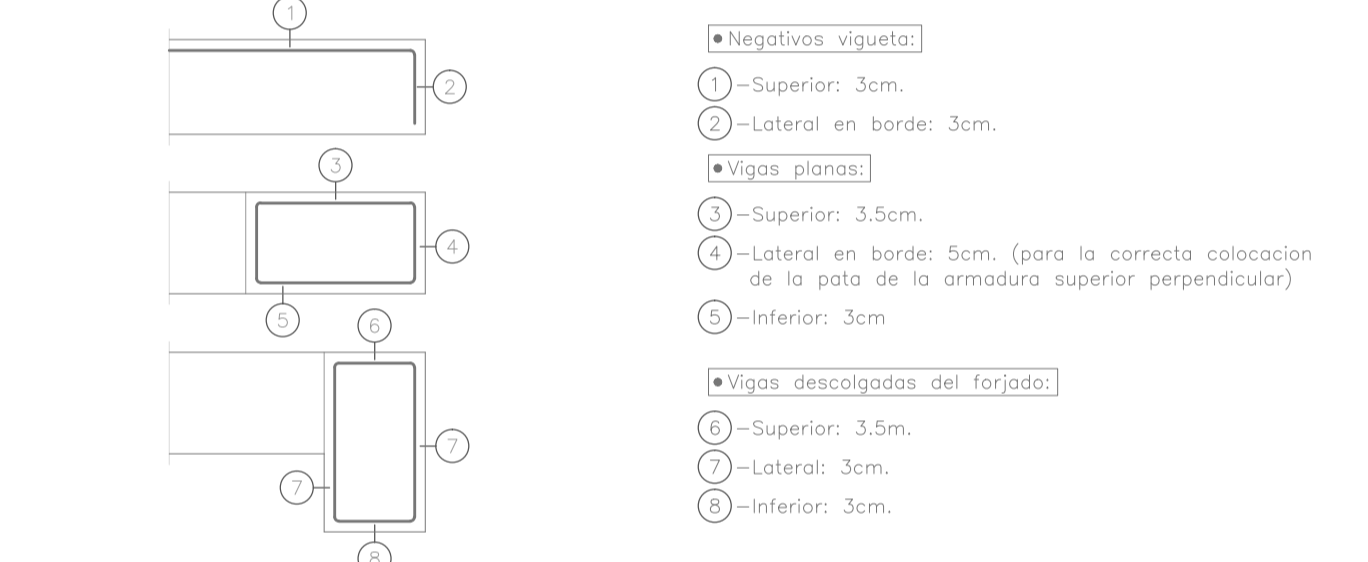 1
2
3
4
5
6
7
7
8
• Negativos vigueta:
1 -Superior: 3cm.
2 -Lateral en borde: 3cm.
• Vigas planas:
3 -Superior: 3.5cm.
4 -Lateral en borde: 5cm. (para la correcta colocacion
de la pata de la armadura superior perpendicular)
5 -Inferior: 3cm
• Vigas descolgadas del forjado:
6 -Superior: 3.5m.
7 -Lateral: 3cm.
8 -Inferior: 3cm.